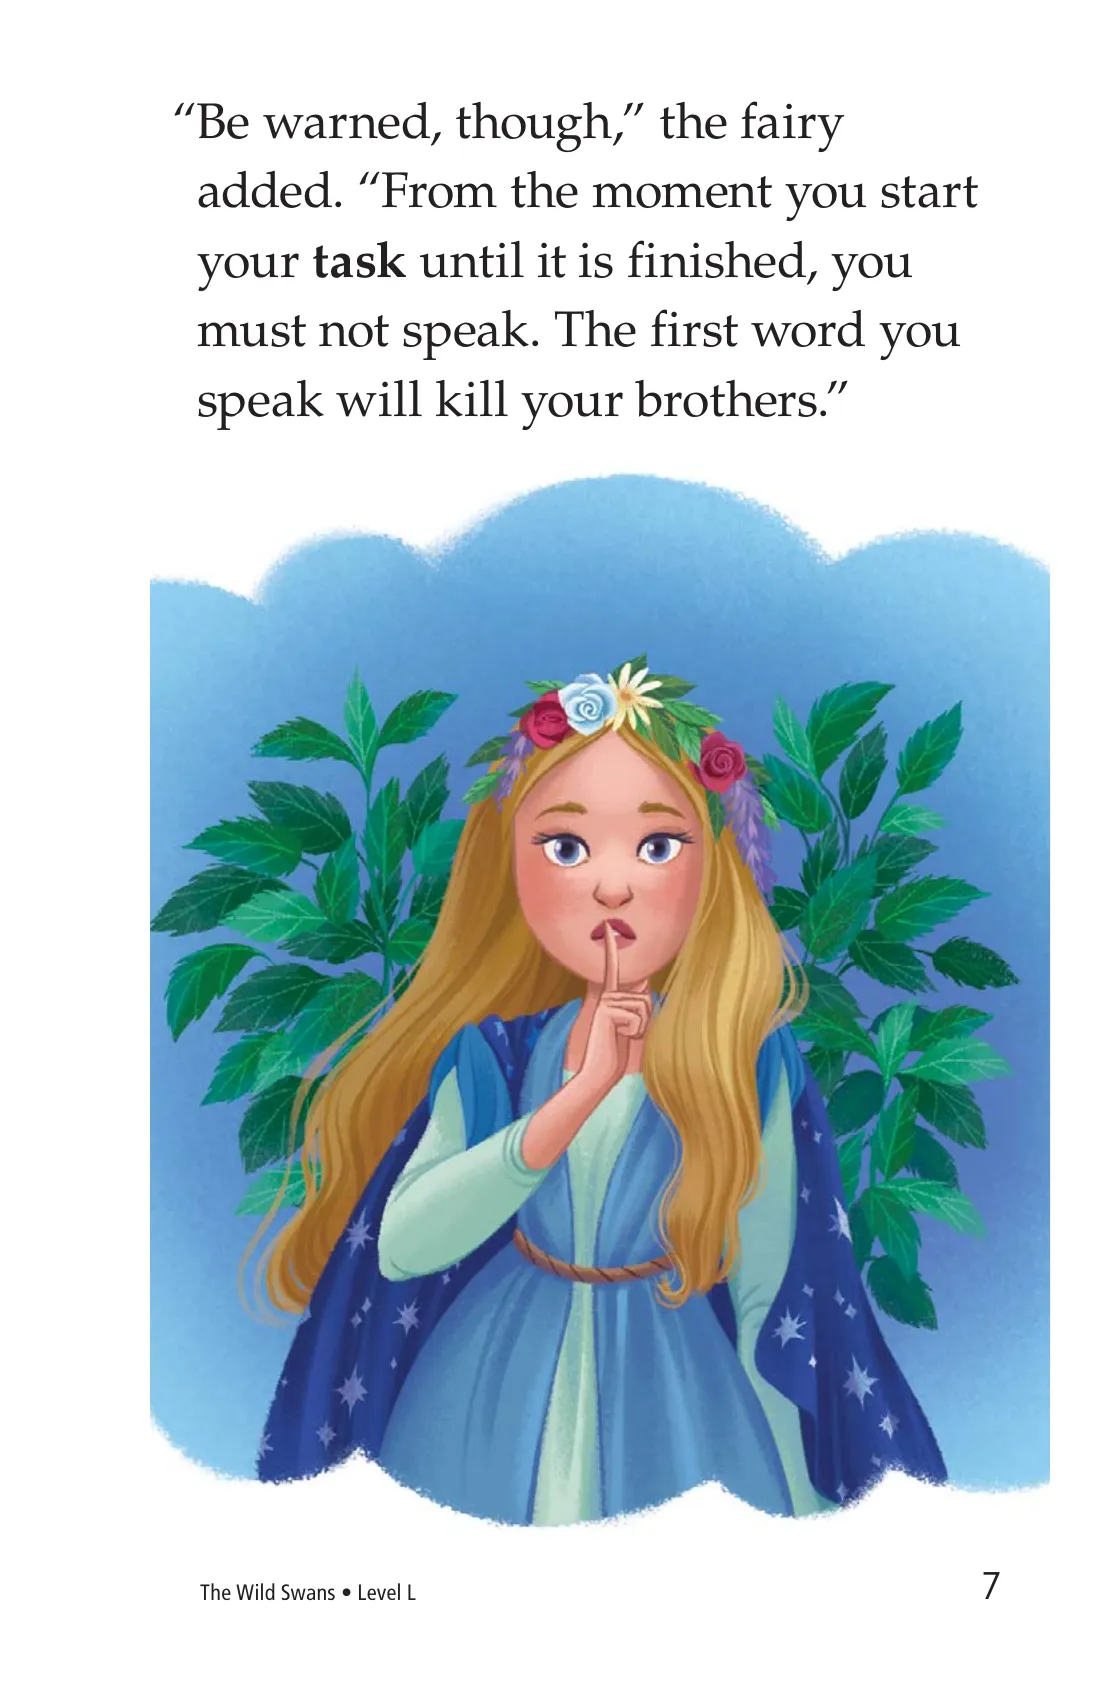 “Be warned, though,” the fairy
added. “From the moment you start
your task until it is finished, you
must not speak. The first word you
speak will kill your brothers.”
The Wild Swans • Level L
7